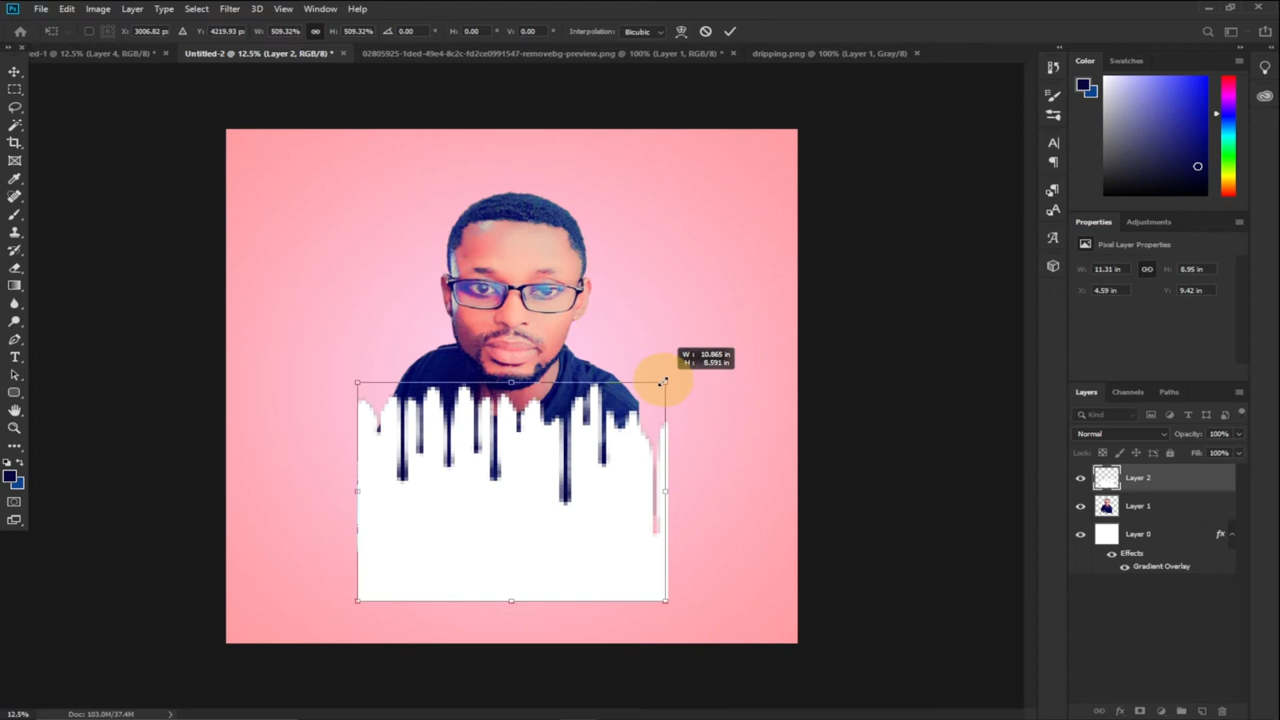 Ps File Edit Image Layer Type Select Filter 3D View Window Help
X: 3006.82 p Y: 4219.93 p W: 509.32% H: 509.32% 0.00 ° H: 0.00 ° V: 0.00 ° Interpolation: Bicubic
ed-1 @ 12.5% (Layer 4, RGB/8) * × Untitled-2 @ 12.5% (Layer 2, RGB/8) * × 02805925-1ded-49e4-8c2c-fd2ce0991547-removebg-preview.png @ 100% (Layer 1, RGB/8) * × dripping.png @ 100% (Layer 1, Gray/8) ×
Color Swatches
Properties Adjustments
Pixel Layer Properties
W: 11.31 in H: 8.95 in
X: 4.59 in Y: 9.42 in
W : 10.865 in
H : 8.591 in
Layers Channels Paths
Kind
Normal Opacity: 100%
Lock: Fill: 100%
Layer 2
Layer 1
Layer 0 fx
Effects
Gradient Overlay
12.5% Doc: 103.0M/37.4M